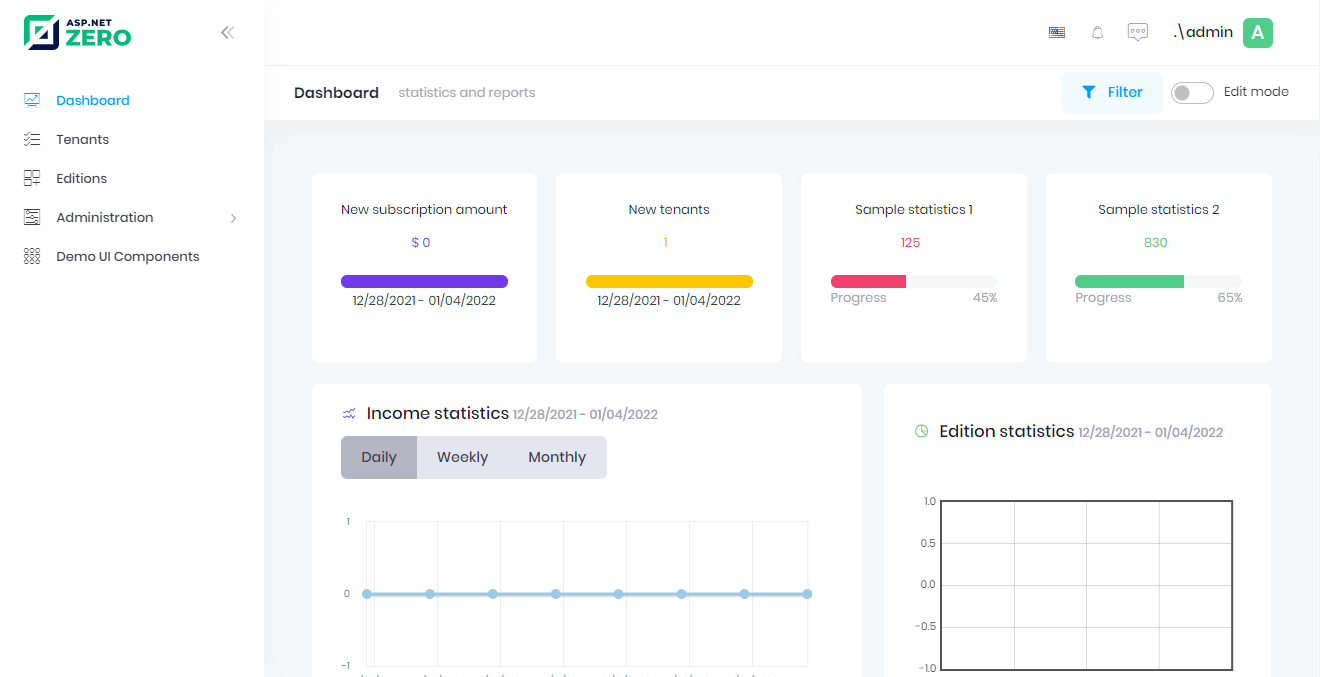 ASP.NET
ZERO
.\admin
A
Dashboard
Tenants
Editions
Administration
Demo UI Components
Dashboard statistics and reports
Filter
Edit mode
New subscription amount
$ 0
12/28/2021 - 01/04/2022
New tenants
1
12/28/2021 - 01/04/2022
Sample statistics 1
125
Progress 45%
Sample statistics 2
830
Progress 65%
Income statistics 12/28/2021 - 01/04/2022
Daily Weekly Monthly
1
0
-1
Edition statistics 12/28/2021 - 01/04/2022
1.0
0.5
0.0
-0.5
-1.0